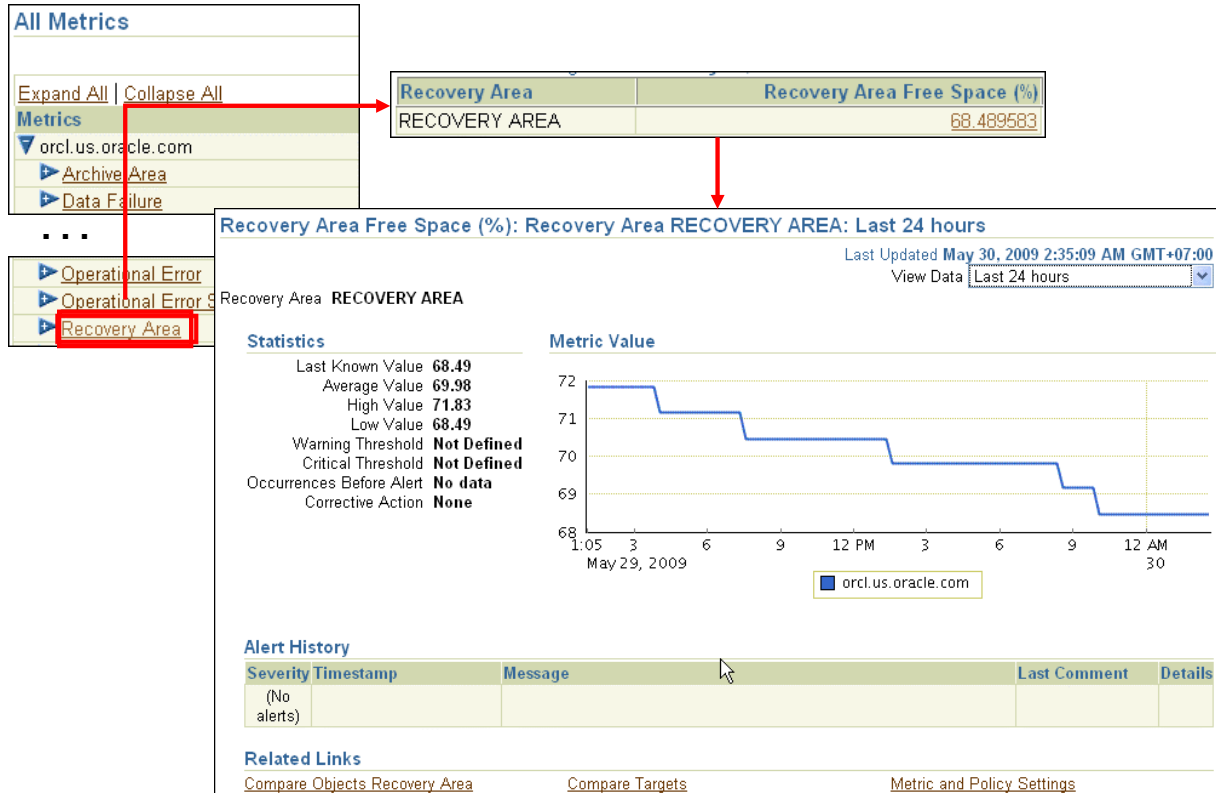 All Metrics
Expand All | Collapse All
Metrics
orcl.us.oracle.com
Archive Area
Data Failure
. . .
Operational Error
Operational Error S
Recovery Area
Recovery Area Recovery Area Free Space (%)
RECOVERY AREA 68.489583
Recovery Area Free Space (%): Recovery Area RECOVERY AREA: Last 24 hours
Last Updated May 30, 2009 2:35:09 AM GMT+07:00
View Data Last 24 hours
Recovery Area RECOVERY AREA
Statistics
Last Known Value 68.49
Average Value 69.98
High Value 71.83
Low Value 68.49
Warning Threshold Not Defined
Critical Threshold Not Defined
Occurrences Before Alert No data
Corrective Action None
Metric Value
72
71
70
69
68
1:05 3 6 9 12 PM 3 6 9 12 AM
May 29, 2009 30
orcl.us.oracle.com
Alert History
Severity Timestamp Message Last Comment Details
(No
alerts)
Related Links
Compare Objects Recovery Area Compare Targets Metric and Policy Settings